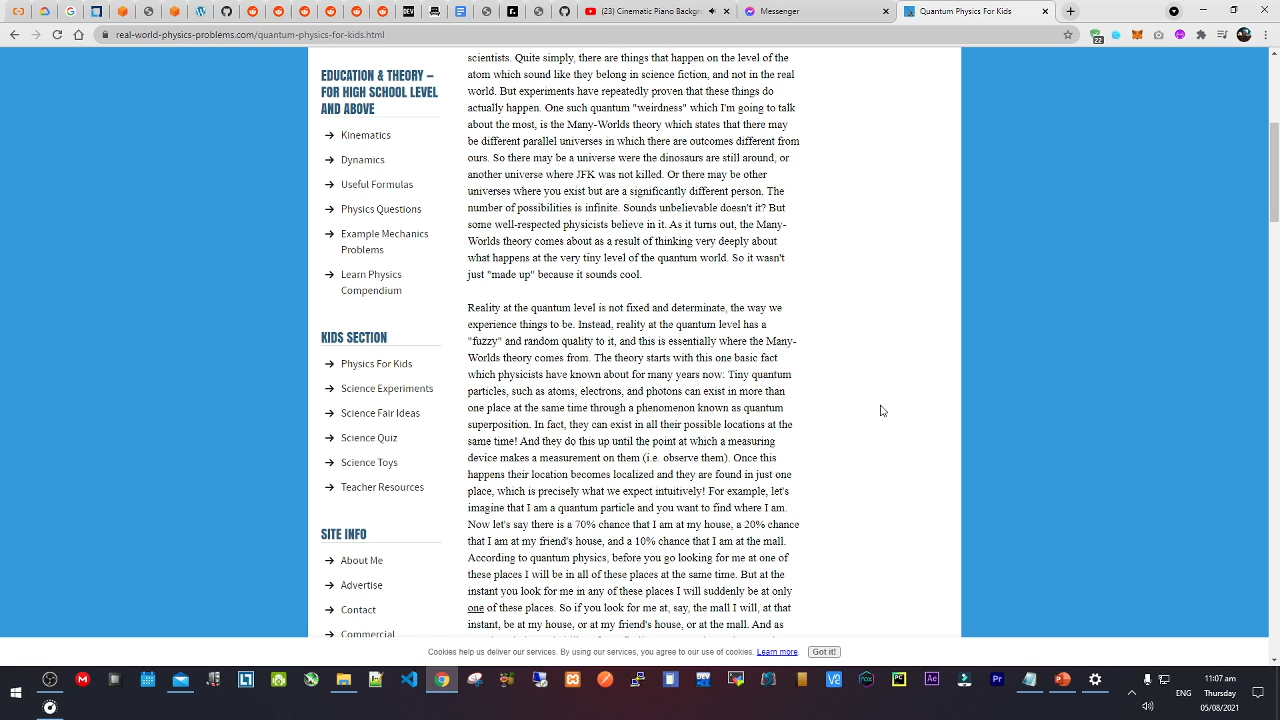 (23) Cinematic Piano Backgr
Messenger
Quantum Physics For Kids
real-world-physics-problems.com/quantum-physics-for-kids.html
22
EDUCATION & THEORY –
FOR HIGH SCHOOL LEVEL
AND ABOVE
Kinematics
Dynamics
Useful Formulas
Physics Questions
Example Mechanics
Problems
Learn Physics
Compendium
KIDS SECTION
Physics For Kids
Science Experiments
Science Fair Ideas
Science Quiz
Science Toys
Teacher Resources
SITE INFO
About Me
Advertise
Contact
Commercial
scientists. Quite simply, there are things that happen on the level of the
atom which sound like they belong in science fiction, and not in the real
world. But experiments have repeatedly proven that these things do
actually happen. One such quantum "weirdness" which I'm going to talk
about the most, is the Many-Worlds theory which states that there may
be different parallel universes in which there are outcomes different from
ours. So there may be a universe were the dinosaurs are still around, or
another universe where JFK was not killed. Or there may be other
universes where you exist but are a significantly different person. The
number of possibilities is infinite. Sounds unbelievable doesn't it? But
some well-respected physicists believe in it. As it turns out, the Many-
Worlds theory comes about as a result of thinking very deeply about
what happens at the very tiny level of the quantum world. So it wasn't
just "made up" because it sounds cool.
Reality at the quantum level is not fixed and determinate, the way we
experience things to be. Instead, reality at the quantum level has a
"fuzzy" and random quality to it, and this is essentially where the Many-
Worlds theory comes from. The theory starts with this one basic fact
which physicists have known about for many years now: Tiny quantum
particles, such as atoms, electrons, and photons can exist in more than
one place at the same time through a phenomenon known as quantum
superposition. In fact, they can exist in all their possible locations at the
same time! And they do this up until the point at which a measuring
device makes a measurement on them (i.e. observe them). Once this
happens their location becomes localized and they are found in just one
place, which is precisely what we expect intuitively! For example, let's
imagine that I am a quantum particle and you want to find where I am.
Now let's say there is a 70% chance that I am at my house, a 20% chance
that I am at my friend's house, and a 10% chance that I am at the mall.
According to quantum physics, before you go looking for me at one of
these places I will be in all of these places at the same time. But at the
instant you look for me in any of these places I will suddenly be at only
one of these places. So if you look for me at, say, the mall I will, at that
instant, be at my house, or at my friend's house, or at the mall. And as
Cookies help us deliver our services. By using our services, you agree to our use of cookies. Learn more. Got it!
ENG
11:07 am
Thursday
05/08/2021